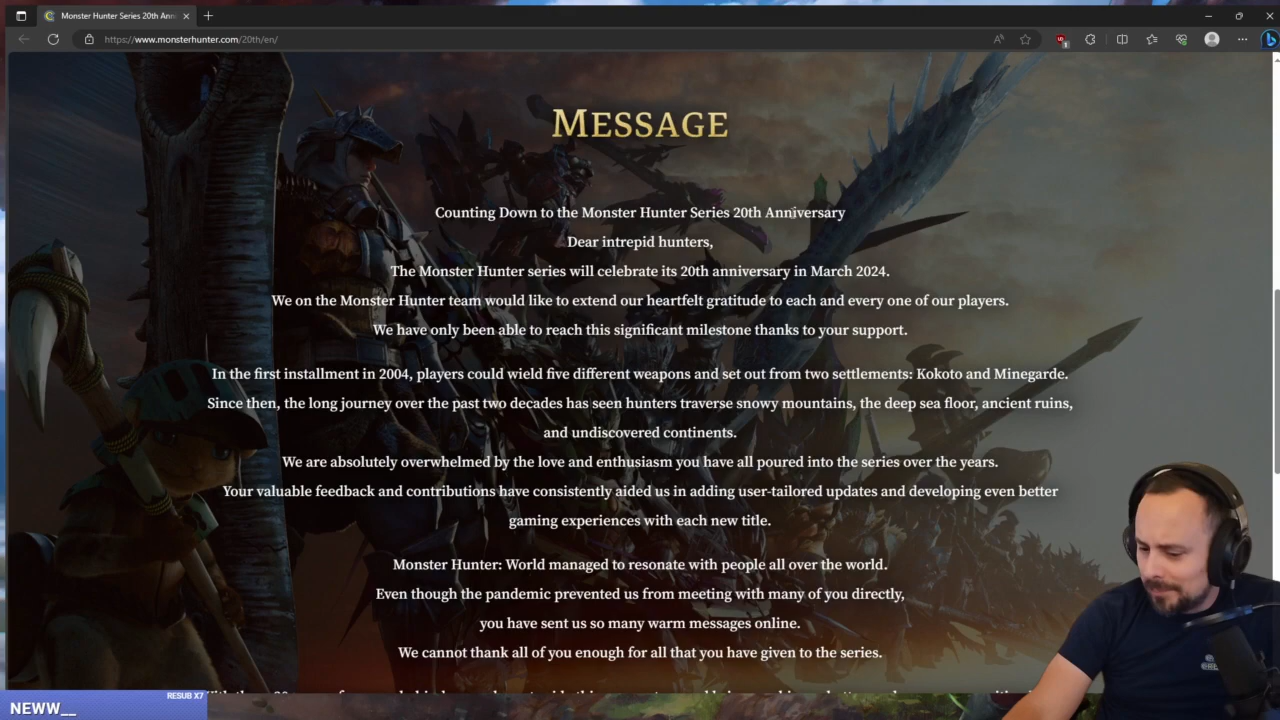 Monster Hunter Series 20th Anni
https://www.monsterhunter.com/20th/en/
MESSAGE
Counting Down to the Monster Hunter Series 20th Anniversary
Dear intrepid hunters,
The Monster Hunter series will celebrate its 20th anniversary in March 2024.
We on the Monster Hunter team would like to extend our heartfelt gratitude to each and every one of our players.
We have only been able to reach this significant milestone thanks to your support.
In the first installment in 2004, players could wield five different weapons and set out from two settlements: Kokoto and Minegarde.
Since then, the long journey over the past two decades has seen hunters traverse snowy mountains, the deep sea floor, ancient ruins,
and undiscovered continents.
We are absolutely overwhelmed by the love and enthusiasm you have all poured into the series over the years.
Your valuable feedback and contributions have consistently aided us in adding user-tailored updates and developing even better
gaming experiences with each new title.
Monster Hunter: World managed to resonate with people all over the world.
Even though the pandemic prevented us from meeting with many of you directly,
you have sent us so many warm messages online.
We cannot thank all of you enough for all that you have given to the series.
RESUB X7
NEWW__